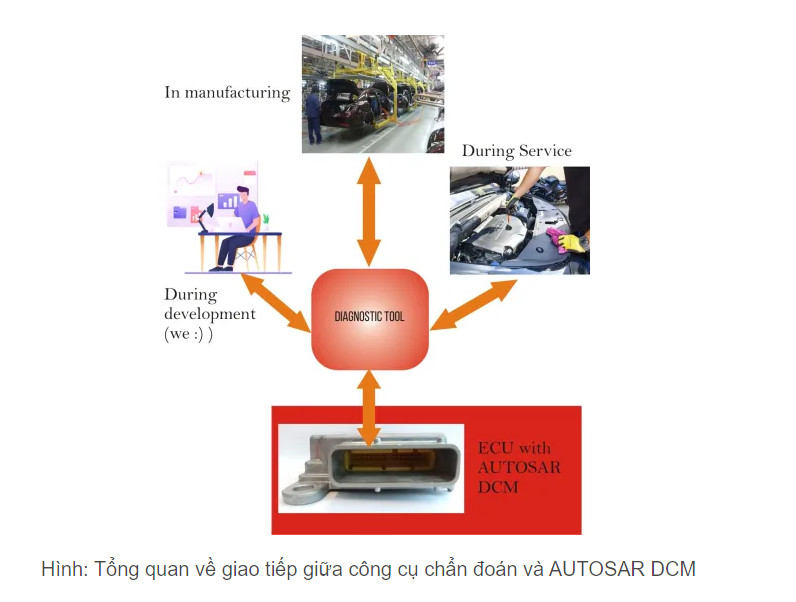 In manufacturing
During Service
During
development
(we :) )
DIAGNOSTIC TOOL
ECU with
AUTOSAR
DCM
Hình: Tổng quan về giao tiếp giữa công cụ chẩn đoán và AUTOSAR DCM